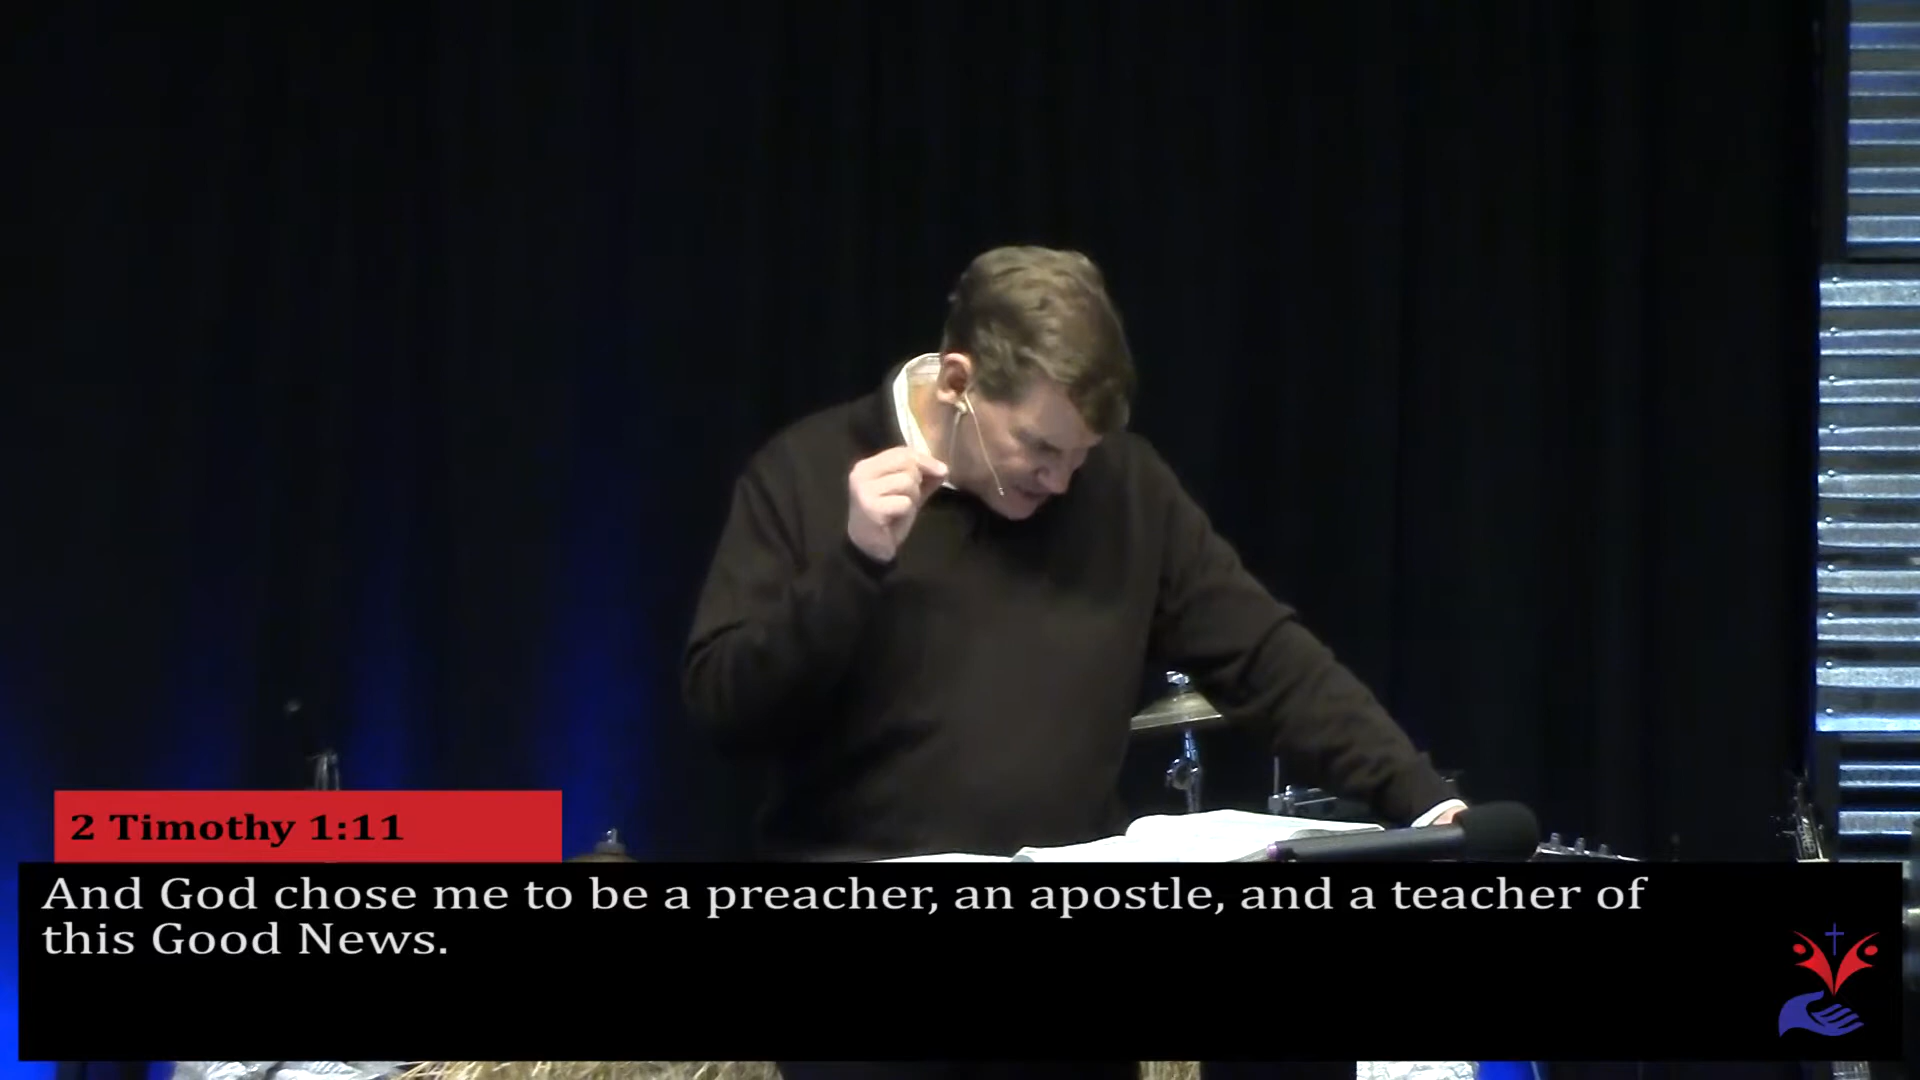 2 Timothy 1:11
And God chose me to be a preacher, an apostle, and a teacher of
this Good News.